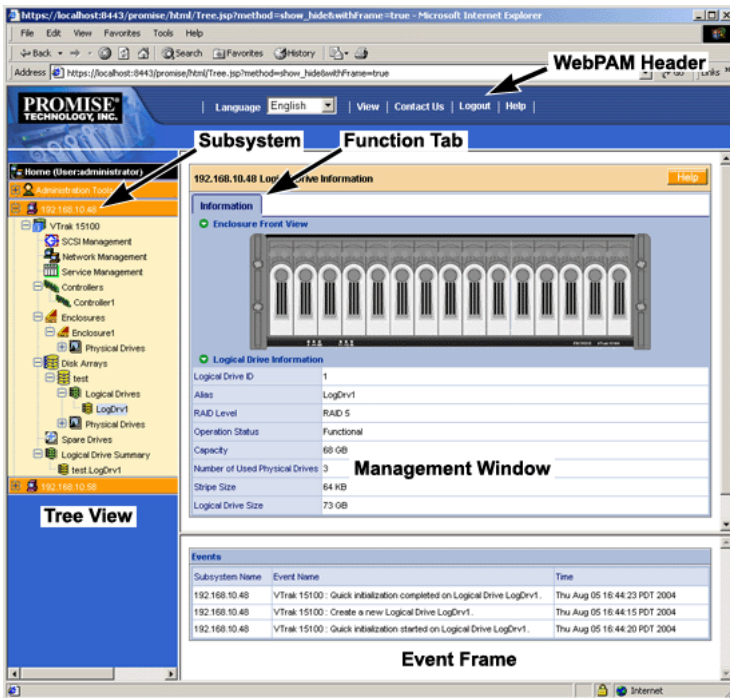 https://localhost:8443/promise/html/Tree.jsp?method=show_hide&withFrame=true - Microsoft Internet Explorer
File Edit View Favorites Tools Help
Back Search Favorites History
Address https://localhost:8443/promise/html/Tree.jsp?method=show_hide&withFrame=true Go Links
WebPAM Header
PROMISE®
TECHNOLOGY, INC.
| Language English | View | Contact Us | Logout | Help |
Subsystem
Function Tab
Home (User:administrator)
Administration Tools
192.168.10.48
VTrak 15100
SCSI Management
Network Management
Service Management
Controllers
Controller1
Enclosures
Enclosure1
Physical Drives
Disk Arrays
test
Logical Drives
LogDrv1
Physical Drives
Spare Drives
Logical Drive Summary
test.LogDrv1
192.168.10.58
Tree View
192.168.10.48 Logical Drive Information
Help
Information
Enclosure Front View
Logical Drive Information
Logical Drive ID 1
Alias LogDrv1
RAID Level RAID 5
Operation Status Functional
Capacity 68 GB
Number of Used Physical Drives 3
Stripe Size 64 KB
Logical Drive Size 73 GB
Management Window
Events
Subsystem Name Event Name Time
192.168.10.48 VTrak 15100 : Quick initialization completed on Logical Drive LogDrv1. Thu Aug 05 16:44:23 PDT 2004
192.168.10.48 VTrak 15100 : Create a new Logical Drive LogDrv1. Thu Aug 05 16:44:15 PDT 2004
192.168.10.48 VTrak 15100 : Quick initialization started on Logical Drive LogDrv1. Thu Aug 05 16:44:20 PDT 2004
Event Frame
Internet